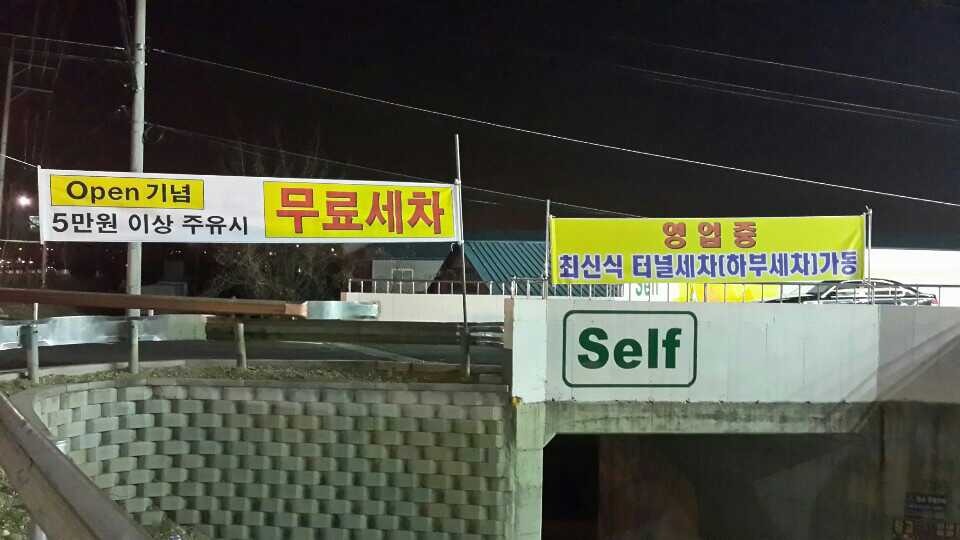 Open 기념
5만원 이상 주유시
무료세차
영업중
최신식 터널세차(하부세차)가동
Self
Self